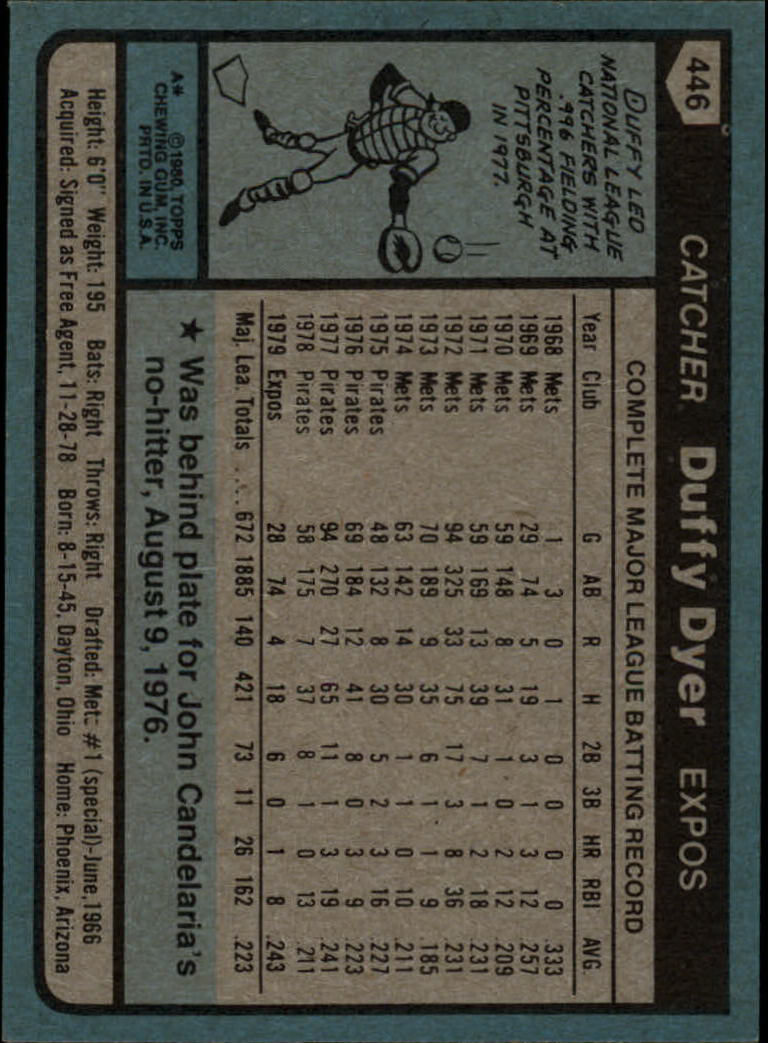 446
CATCHER Duffy Dyer EXPOS
DUFFY LED
NATIONAL LEAGUE
CATCHERS WITH
.996 FIELDING
PERCENTAGE AT
PITTSBURGH
IN 1977.
A* ©1980, TOPPS
CHEWING GUM, INC.
PRTD. IN U.S.A.
COMPLETE MAJOR LEAGUE BATTING RECORD
Year Club G AB R H 2B 3B HR RBI AVG.
1968 Mets 1 3 0 1 0 0 0 0 .333
1969 Mets 29 74 5 19 3 1 3 12 .257
1970 Mets 59 148 8 31 1 0 2 12 .209
1971 Mets 59 169 13 39 7 1 2 18 .231
1972 Mets 94 325 33 75 17 3 8 36 .231
1973 Mets 70 189 9 35 6 1 1 9 .185
1974 Mets 63 142 14 30 1 1 0 10 .211
1975 Pirates 48 132 8 30 5 2 3 16 .227
1976 Pirates 69 184 12 41 8 0 3 9 .223
1977 Pirates 94 270 27 65 11 1 3 19 .241
1978 Pirates 58 175 7 37 8 1 0 13 .211
1979 Expos 28 74 4 18 6 0 1 8 .243
Maj. Lea. Totals .... 672 1885 140 421 73 11 26 162 .223
★ Was behind plate for John Candelaria's
no-hitter, August 9, 1976.
Height: 6'0" Weight: 195 Bats: Right Throws: Right Drafted: Mets #1 (special)-June, 1966
Acquired: Signed as Free Agent, 11-28-78 Born: 8-15-45, Dayton, Ohio Home: Phoenix, Arizona